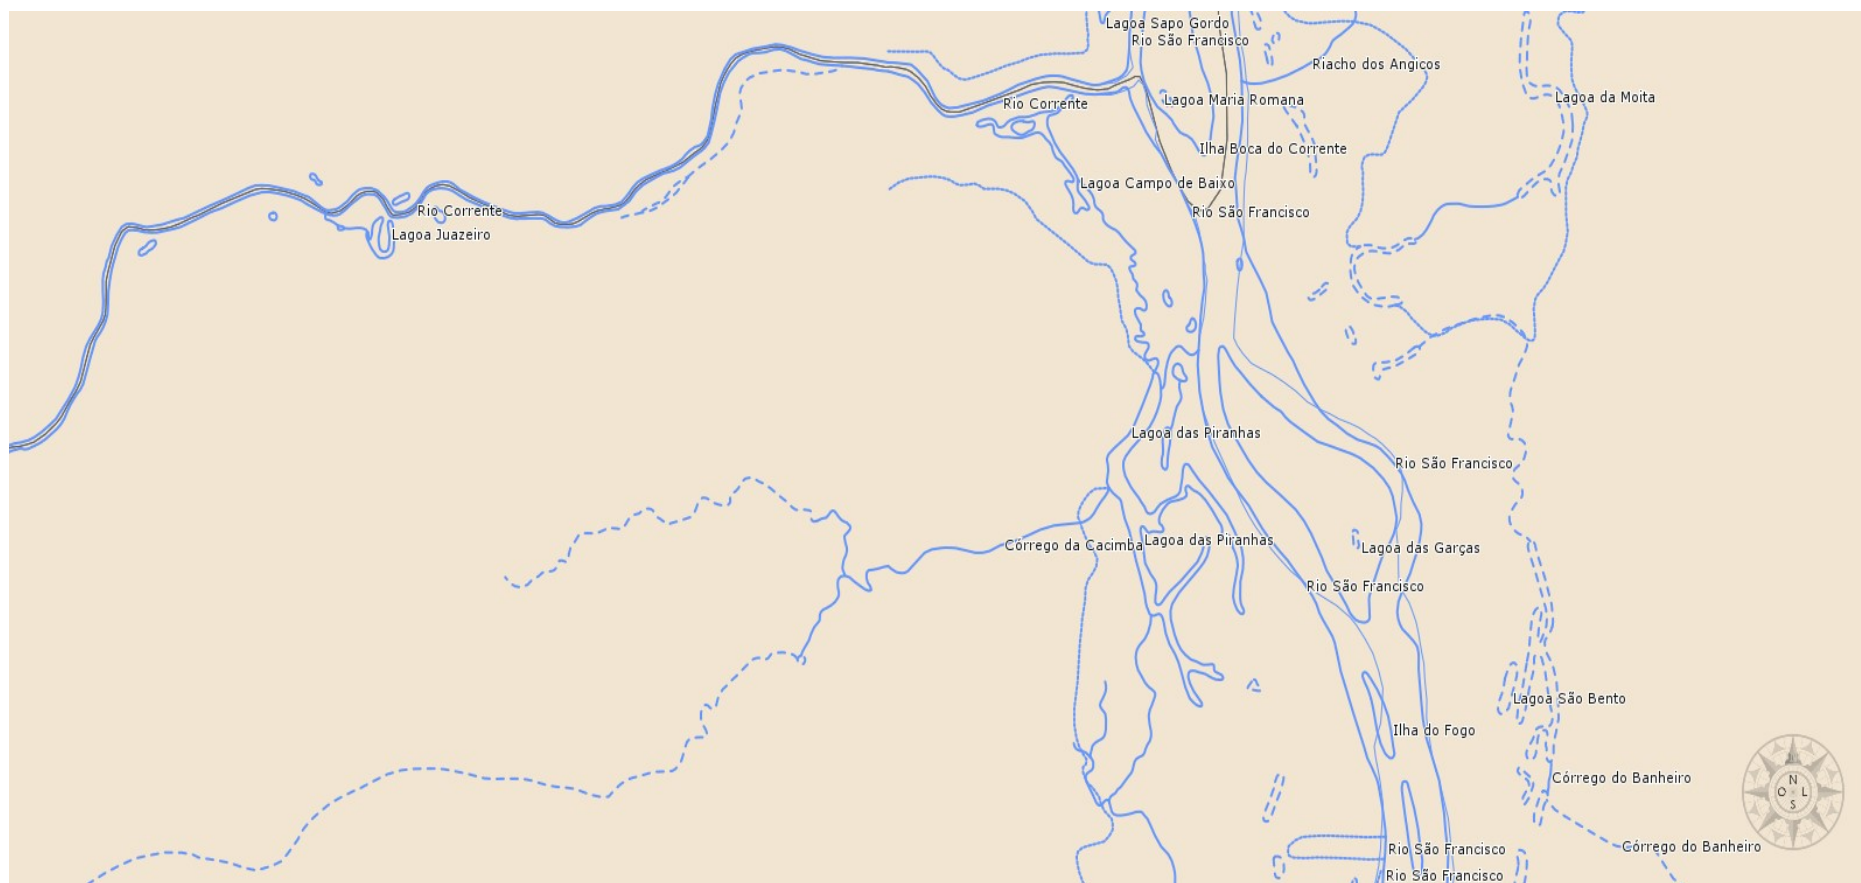 Lagoa Sapo Gordo
Rio São Francisco
Riacho dos Angicos
Lagoa da Moita
Lagoa Maria Romana
Rio Corrente
Ilha Boca do Corrente
Lagoa Campo de Baixo
Rio Corrente
Rio São Francisco
Lagoa Juazeiro
Lagoa das Piranhas
Rio São Francisco
Córrego da Cacimba
Lagoa das Piranhas
Lagoa das Garças
Rio São Francisco
Lagoa São Bento
Ilha do Fogo
Córrego do Banheiro
N
O L
S
Córrego do Banheiro
Rio São Francisco
Rio São Francisco